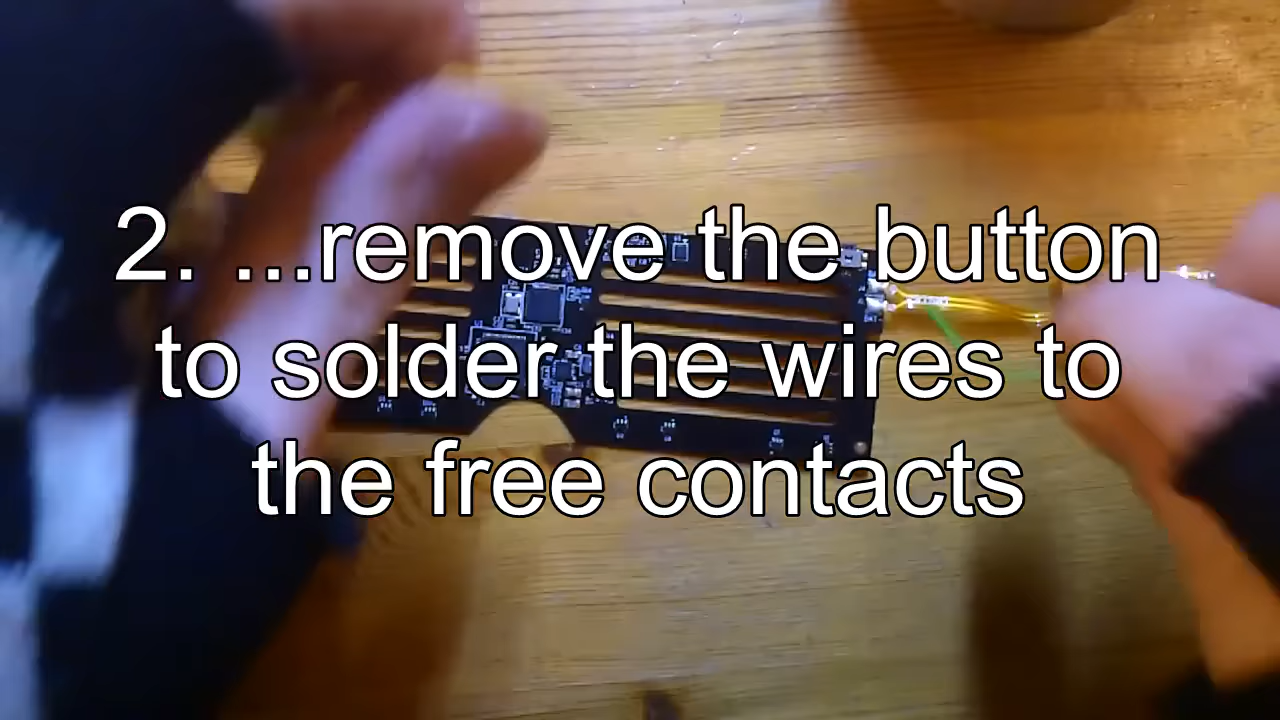 2. ...remove the button
to solder the wires to
the free contacts